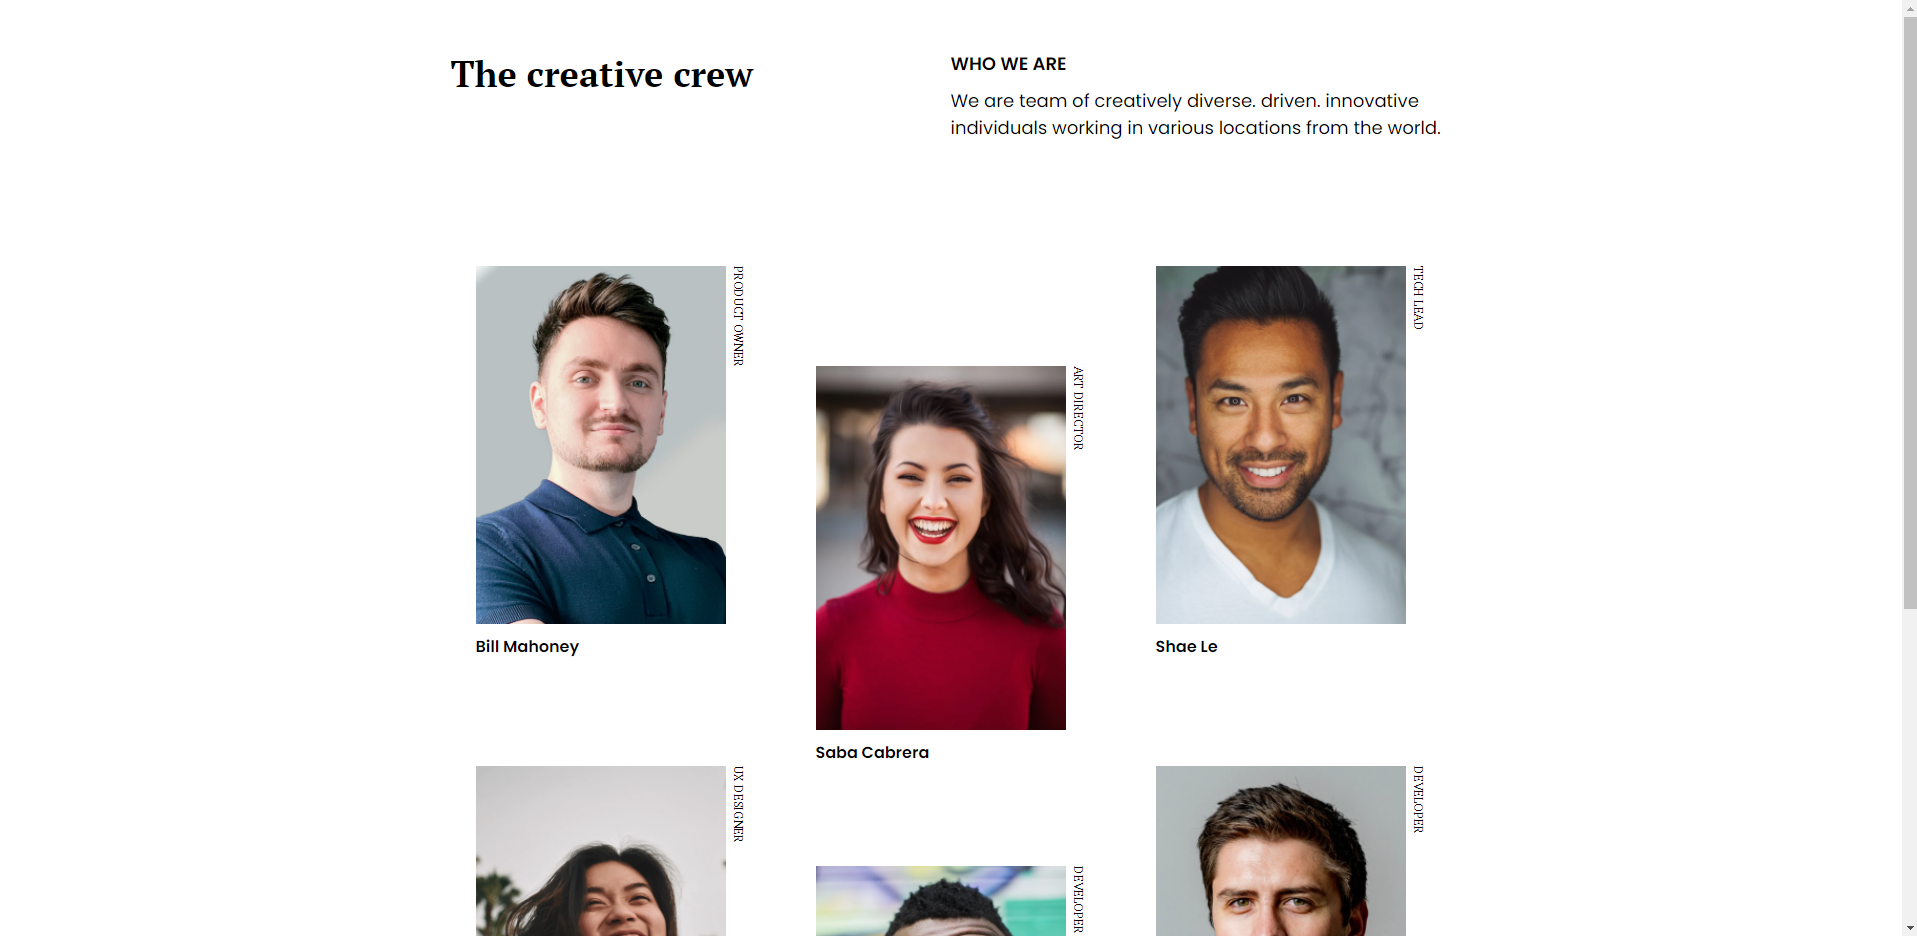 The creative crew
WHO WE ARE
We are team of creatively diverse. driven. innovative
individuals working in various locations from the world.
PRODUCT OWNER
Bill Mahoney
ART DIRECTOR
Saba Cabrera
TECH LEAD
Shae Le
UX DESIGNER
DEVELOPER
DEVELOPER